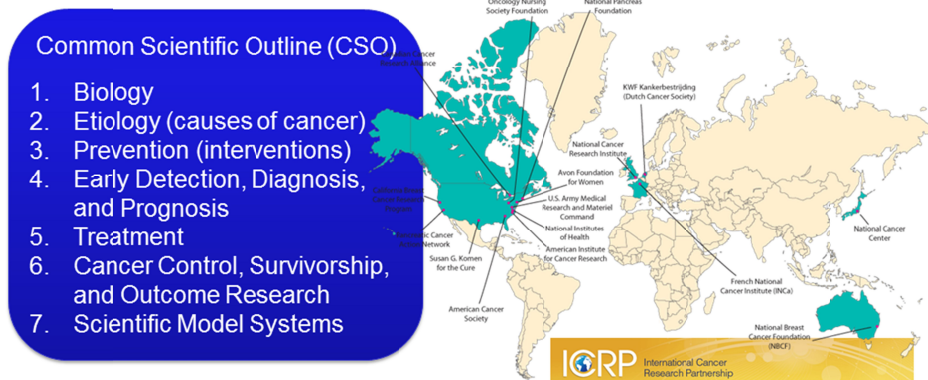 Common Scientific Outline (CSO)
1. Biology
2. Etiology (causes of cancer)
3. Prevention (interventions)
4. Early Detection, Diagnosis,
and Prognosis
5. Treatment
6. Cancer Control, Survivorship,
and Outcome Research
7. Scientific Model Systems
Oncology Nursing
Society Foundation
National Pancreas
Foundation
Cancer
KWF Kankerbestrijdng
(Dutch Cancer Society)
National Cancer
Research Institute
Avon Foundation
for Women
U.S. Army Medical
Research and Materiel
Command
National Institutes
of Health
American Institute
for Cancer Research
Cancer
Network
Susan G. Komen
for the Cure
American Cancer
Society
French National
Cancer Institute (INCa)
National Cancer
Center
National Breast
Cancer Foundation
(NBCF)
ICRP
International Cancer
Research Partnership